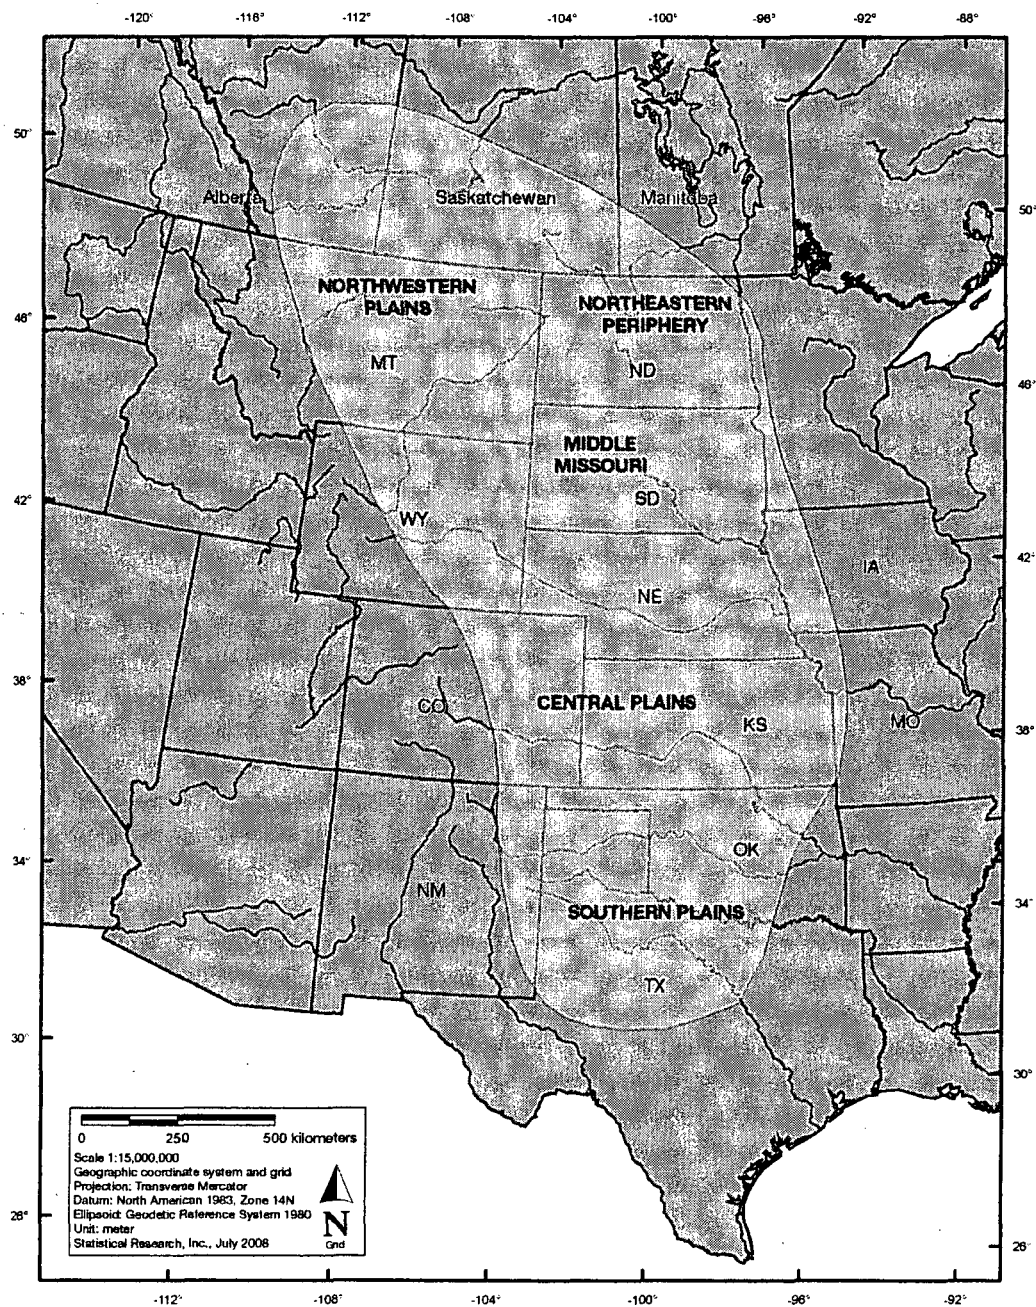 -120° -116° -112° -108° -104° -100° -96° -88°
50°
Alberta Saskatchewan Manitoba
50°
NORTHWESTERN
PLAINS
NORTHEASTERN
PERIPHERY
46°
MT
ND
46°
MIDDLE
MISSOURI
SD
42°
WY
42°
IA
NE
38°
CENTRAL PLAINS
CO
KS
MO
38°
34°
OK
NM
34°
SOUTHERN PLAINS
TX
30°
30°
0 250 500 kilometers
Scale 1:15,000,000
Geographic coordinate system and grid
Projection: Transverse Mercator
Datum: North American 1983, Zone 14N
Ellipsoid: Geodetic Reference System 1980
Unit: meter
Statistical Research, Inc., July 2008
N
Grid
26°
26°
-112° -108° -104° -100° -96° -92°